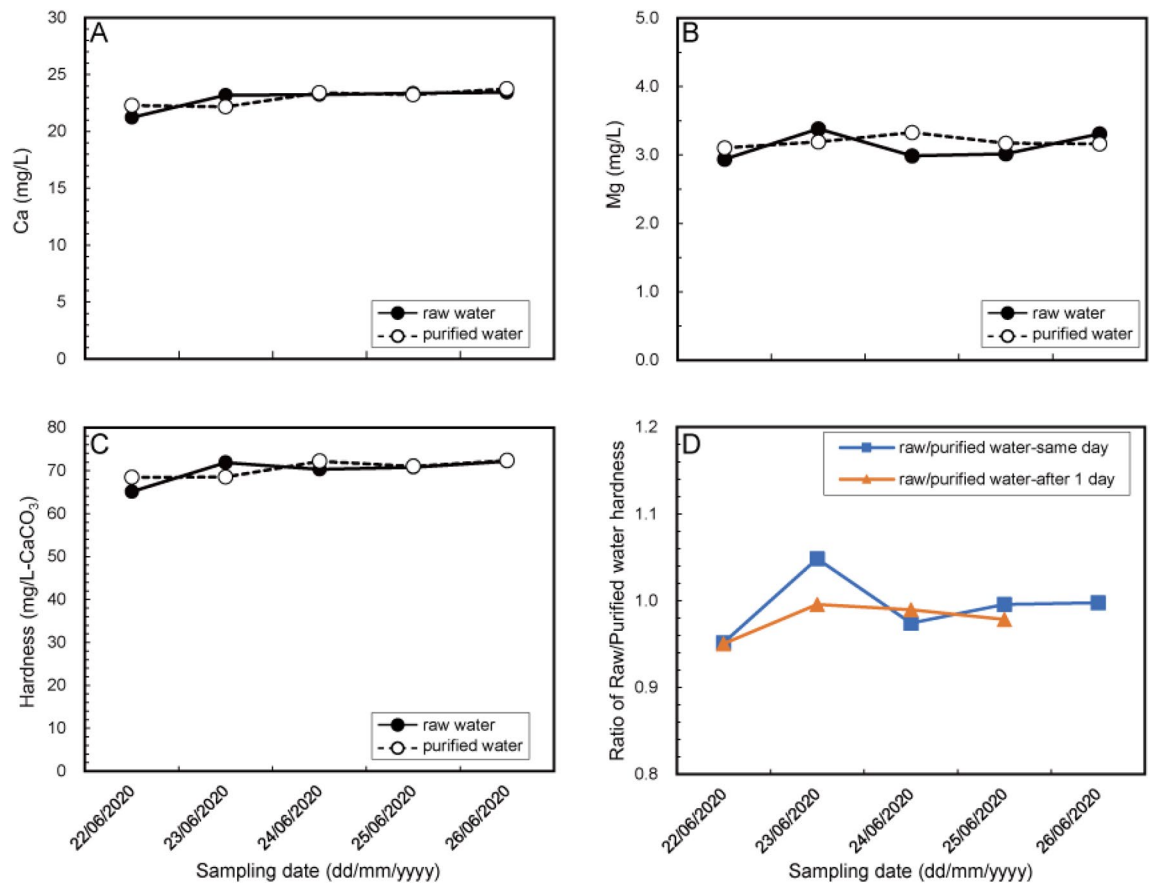 A
30
25
20
15
10
5
0
Ca (mg/L)
raw water
purified water
B
5.0
4.0
3.0
2.0
1.0
0.0
Mg (mg/L)
raw water
purified water
C
80
70
60
50
40
30
20
10
0
Hardness (mg/L-CaCO₃)
raw water
purified water
22/06/2020
23/06/2020
24/06/2020
25/06/2020
26/06/2020
Sampling date (dd/mm/yyyy)
D
1.2
1.1
1.0
0.9
0.8
Ratio of Raw/Purified water hardness
raw/purified water-same day
raw/purified water-after 1 day
22/06/2020
23/06/2020
24/06/2020
25/06/2020
26/06/2020
Sampling date (dd/mm/yyyy)